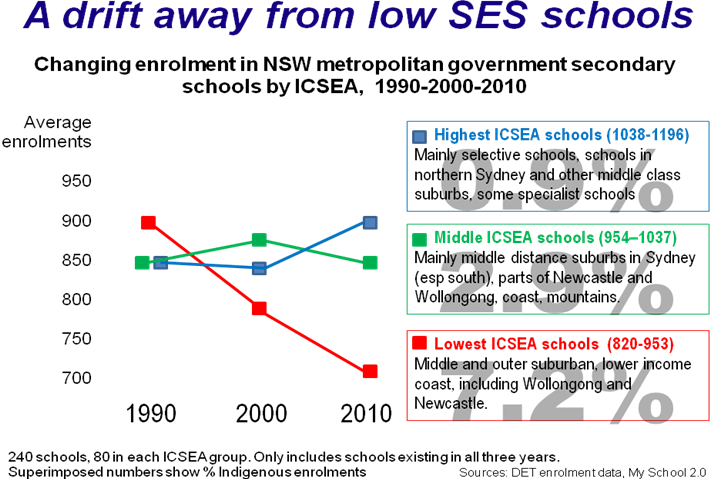 A drift away from low SES schools
Changing enrolment in NSW metropolitan government secondary
schools by ICSEA,  1990-2000-2010
Average
enrolments
950
900
850
800
750
700
1990
2000
2010
Highest ICSEA schools (1038-1196)
Mainly selective schools, schools in
northern Sydney and other middle class
suburbs, some specialist schools
0.9%
Middle ICSEA schools (954–1037)
Mainly middle distance suburbs in Sydney
(esp south), parts of Newcastle and
Wollongong, coast, mountains.
2.9%
Lowest ICSEA schools  (820-953)
Middle and outer suburban, lower income
coast, including Wollongong and
Newcastle.
7.2%
240 schools, 80 in each ICSEA group. Only includes schools existing in all three years.
Superimposed numbers show % Indigenous enrolments
Sources: DET enrolment data, My School 2.0